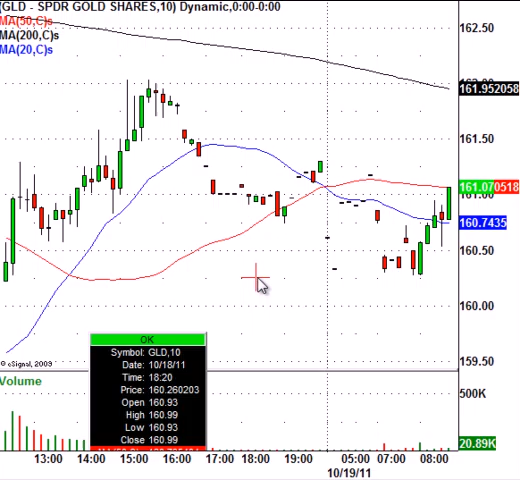 (GLD - SPDR GOLD SHARES,10) Dynamic,0:00-0:00
MA(50,C)s
MA(200,C)s
MA(20,C)s
162.50
162.00
161.952058
161.50
161.070518
161.00
160.7435
160.50
160.00
159.50
© eSignal, 2009
OK
Symbol: GLD,10
Date: 10/18/11
Time: 18:20
Price: 160.260203
Open 160.93
High 160.99
Low 160.93
Close 160.99
Volume
500K
20.89K
13:00 14:00 15:00 16:00 17:00 18:00 19:00 05:00 07:00 08:00
10/19/11